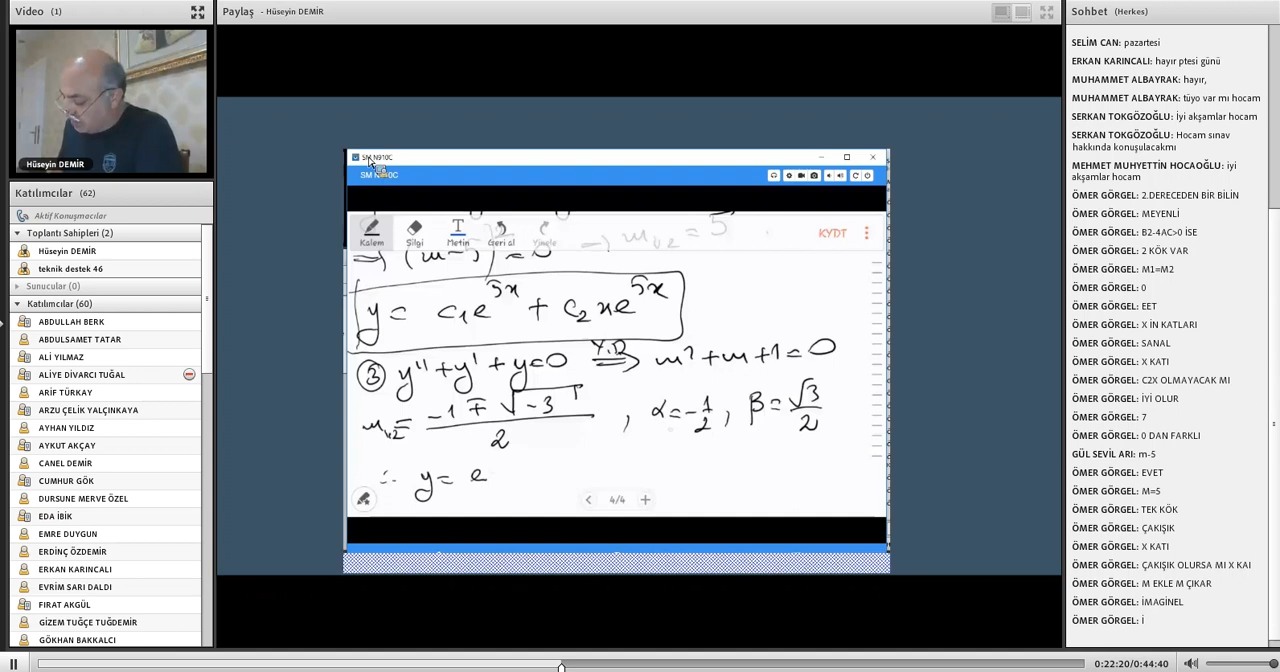 Video (1)
Hüseyin DEMİR
Katılımcılar (62)
Aktif Konuşmacılar
Toplantı Sahipleri (2)
Hüseyin DEMİR
teknik destek 46
Sunucular (0)
Katılımcılar (60)
ABDULLAH BERK
ABDULSAMET TATAR
ALİ YILMAZ
ALİYE DİVARCI TUĞAL
ARİF TÜRKAY
ARZU ÇELİK YALÇINKAYA
AYHAN YILDIZ
AYKUT AKÇAY
CANEL DEMİR
CUMHUR GÖK
DURSUNE MERVE ÖZEL
EDA İBİK
EMRE DUYGUN
ERDİNÇ ÖZDEMİR
ERKAN KARINCALI
EVRİM SARI DALDI
FIRAT AKGÜL
GİZEM TUĞÇE TUĞDEMİR
GÖKHAN BAKKALCI
Paylaş - Hüseyin DEMİR
SM N910C
Kalem Silgi Metin Geri al Yinele KYDT
⇒ m₁,₂ = 5
⇒ (m-5)² = 0
y = c₁e^5x + c₂xe^5x
③ y'' + y' + y = 0 ⇒ m² + m + 1 = 0
m₁,₂ = (-1 ∓ √-3)/2 , α = -1/2 , β = √3/2
∴ y = e
4/4
Sohbet (Herkes)
SELİM CAN: pazartesi
ERKAN KARINCALI: hayır ptesi günü
MUHAMMET ALBAYRAK: hayır,
MUHAMMET ALBAYRAK: tüyo var mı hocam
SERKAN TOKGÖZOĞLU: İyi akşamlar hocam
SERKAN TOKGÖZOĞLU: Hocam sınav
hakkında konuşulacakmı
MEHMET MUHYETTİN HOCAOĞLU: iyi
akşamlar hocam
ÖMER GÖRGEL: 2.DERECEDEN BİR BİLİN
ÖMER GÖRGEL: MEYENLİ
ÖMER GÖRGEL: B2-4AC>0 İSE
ÖMER GÖRGEL: 2 KÖK VAR
ÖMER GÖRGEL: M1=M2
ÖMER GÖRGEL: 0
ÖMER GÖRGEL: EET
ÖMER GÖRGEL: X İN KATLARI
ÖMER GÖRGEL: SANAL
ÖMER GÖRGEL: X KATI
ÖMER GÖRGEL: C2X OLMAYACAK MI
ÖMER GÖRGEL: İYİ OLUR
ÖMER GÖRGEL: 7
ÖMER GÖRGEL: 0 DAN FARKLI
GÜL SEVİL ARI: m-5
ÖMER GÖRGEL: EVET
ÖMER GÖRGEL: M=5
ÖMER GÖRGEL: TEK KÖK
ÖMER GÖRGEL: ÇAKIŞIK
ÖMER GÖRGEL: X KATI
ÖMER GÖRGEL: ÇAKIŞIK OLURSA MI X KAI
ÖMER GÖRGEL: M EKLE M ÇIKAR
ÖMER GÖRGEL: İMAGİNEL
ÖMER GÖRGEL: İ
0:22:20/0:44:40